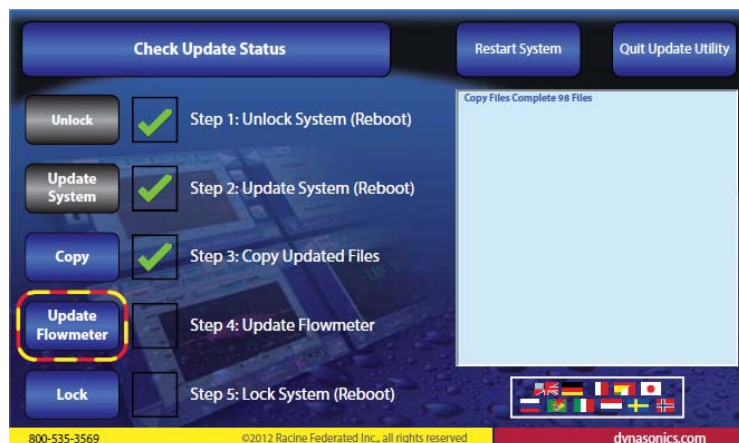 Check Update Status
Restart System
Quit Update Utility
Unlock
Step 1: Unlock System (Reboot)
Update
System
Step 2: Update System (Reboot)
Copy
Step 3: Copy Updated Files
Update
Flowmeter
Step 4: Update Flowmeter
Lock
Step 5: Lock System (Reboot)
Copy Files Complete 98 Files
800-535-3569
©2012 Racine Federated Inc., all rights reserved
dynasonics.com